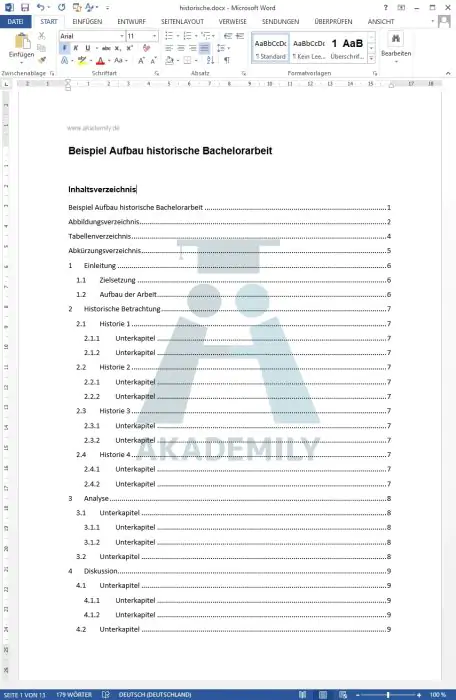 historische.docx - Microsoft Word
DATEI START EINFÜGEN ENTWURF SEITENLAYOUT VERWEISE SENDUNGEN ÜBERPRÜFEN ANSICHT
Arial 11
AaBbCcDc AaBbCcDc 1 AaB
Einfügen F K U abc x₂ x² ¶ Standard ¶ Kein Lee... Überschrif... Bearbeiten
Zwischenablage Schriftart Absatz Formatvorlagen
www.akademily.de
Beispiel Aufbau historische Bachelorarbeit
Inhaltsverzeichnis
Beispiel Aufbau historische Bachelorarbeit 1
Abbildungsverzeichnis 2
Tabellenverzeichnis 4
Abkürzungsverzeichnis 5
1 Einleitung 6
1.1 Zielsetzung 6
1.2 Aufbau der Arbeit 6
2 Historische Betrachtung 7
2.1 Historie 1 7
2.1.1 Unterkapitel 7
2.1.2 Unterkapitel 7
2.2 Historie 2 7
2.2.1 Unterkapitel 7
2.2.2 Unterkapitel 7
2.3 Historie 3 7
2.3.1 Unterkapitel 7
2.3.2 Unterkapitel 7
AKADEMILY
2.4 Historie 4 7
2.4.1 Unterkapitel 7
2.4.2 Unterkapitel 7
3 Analyse 8
3.1 Unterkapitel 8
3.1.1 Unterkapitel 8
3.1.2 Unterkapitel 8
3.2 Unterkapitel 8
4 Diskussion 9
4.1 Unterkapitel 9
4.1.1 Unterkapitel 9
4.1.2 Unterkapitel 9
4.2 Unterkapitel 9
SEITE 1 VON 13 179 WÖRTER DEUTSCH (DEUTSCHLAND) 100 %